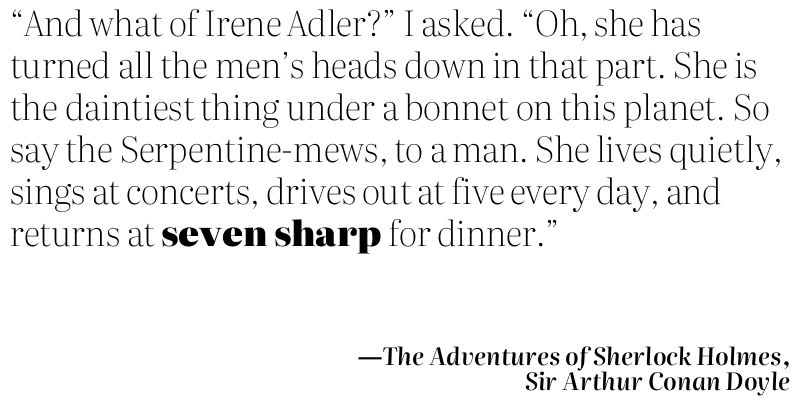 “And what of Irene Adler?” I asked. “Oh, she has
turned all the men’s heads down in that part. She is
the daintiest thing under a bonnet on this planet. So
say the Serpentine-mews, to a man. She lives quietly,
sings at concerts, drives out at five every day, and
returns at seven sharp for dinner.”
—The Adventures of Sherlock Holmes,
Sir Arthur Conan Doyle